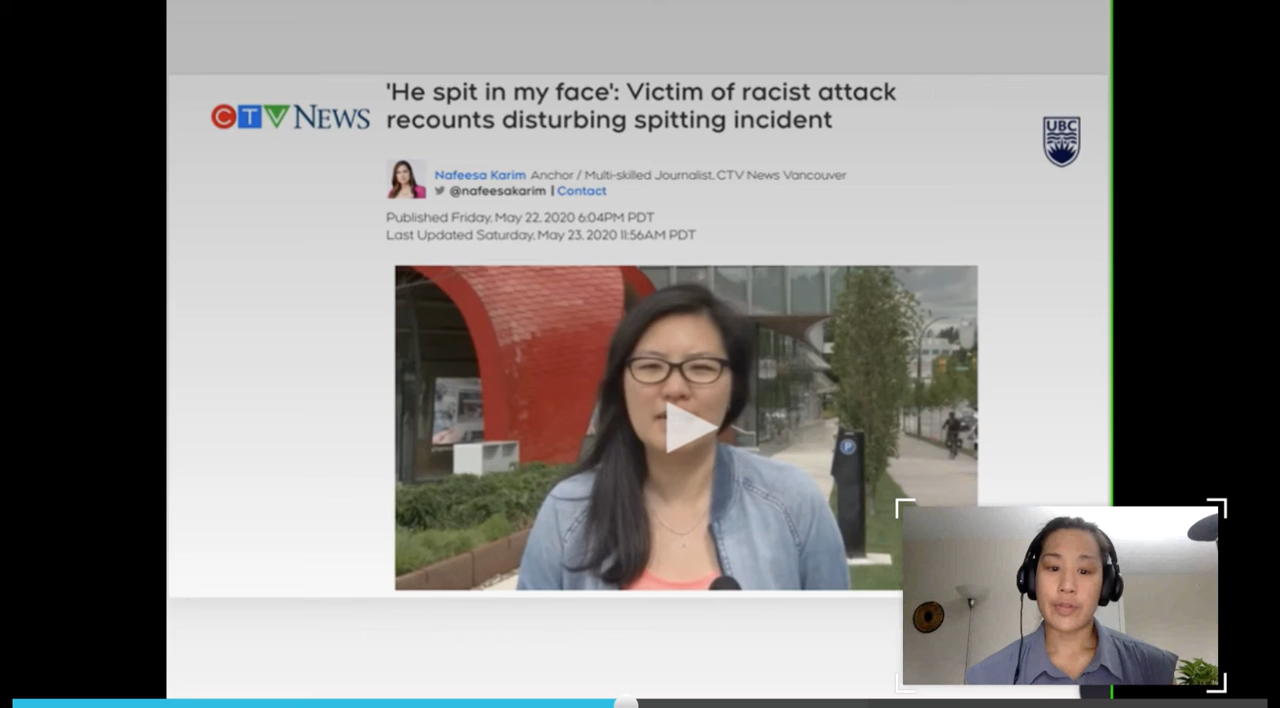 'He spit in my face': Victim of racist attack
recounts disturbing spitting incident
CTV NEWS
UBC
Nafeesa Karim Anchor / Multi-skilled Journalist, CTV News Vancouver
@nafeesakarim | Contact
Published Friday, May 22, 2020 6:04PM PDT
Last Updated Saturday, May 23, 2020 11:56AM PDT
P